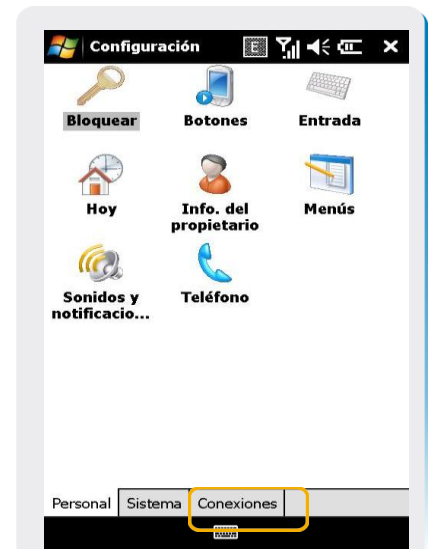 Configuración
E
Bloquear
Botones
Entrada
Hoy
Info. del
propietario
Menús
Sonidos y
notificacio...
Teléfono
Personal
Sistema
Conexiones